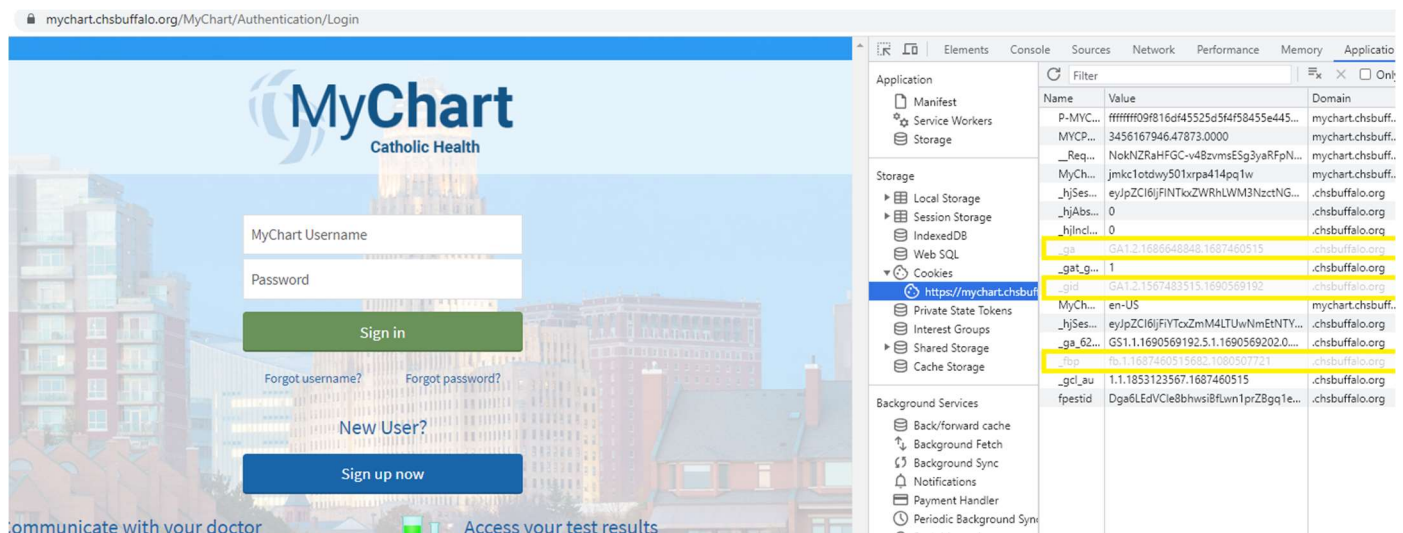 mychart.chsbuffalo.org/MyChart/Authentication/Login
MyChart
Catholic Health
MyChart Username
Password
Sign in
Forgot username? Forgot password?
New User?
Sign up now
Communicate with your doctor Access your test results
Elements Console Sources Network Performance Memory Applicatio
Application
Manifest
Service Workers
Storage
Storage
Local Storage
Session Storage
IndexedDB
Web SQL
Cookies
https://mychart.chsbuf
Private State Tokens
Interest Groups
Shared Storage
Cache Storage
Background Services
Back/forward cache
Background Fetch
Background Sync
Notifications
Payment Handler
Periodic Background Syn
Filter Only
Name Value Domain
P-MYC... ffffffff09f816df45525d5f4f58455e445... mychart.chsbuff..
MYCP... 3456167946.47873.0000 mychart.chsbuff..
__Req... NokNZRaHFGC-v4BzvmsESg3yaRFpN... mychart.chsbuff..
MyCh... jmkc1otdwy501xrpa414pq1w mychart.chsbuff..
_hjSes... eyJpZCI6IjFlNTkxZWRhLWM3NzctNG... .chsbuffalo.org
_hjAbs... 0 .chsbuffalo.org
_hjIncl... 0 .chsbuffalo.org
_ga GA1.2.1686648848.1687460515 .chsbuffalo.org
_gat_g... 1 .chsbuffalo.org
_gid GA1.2.1567483515.1690569192 .chsbuffalo.org
MyCh... en-US mychart.chsbuff..
_hjSes... eyJpZCI6IjFiYTcxZmM4LTUwNmEtNTY... .chsbuffalo.org
_ga_62... GS1.1.1690569192.5.1.1690569202.0.... .chsbuffalo.org
_fbp fb.1.1687460515682.1080507721 .chsbuffalo.org
_gcl_au 1.1.1853123567.1687460515 .chsbuffalo.org
fpestid Dga6LEdVCle8bhwsiBfLwn1prZBgq1e... .chsbuffalo.org